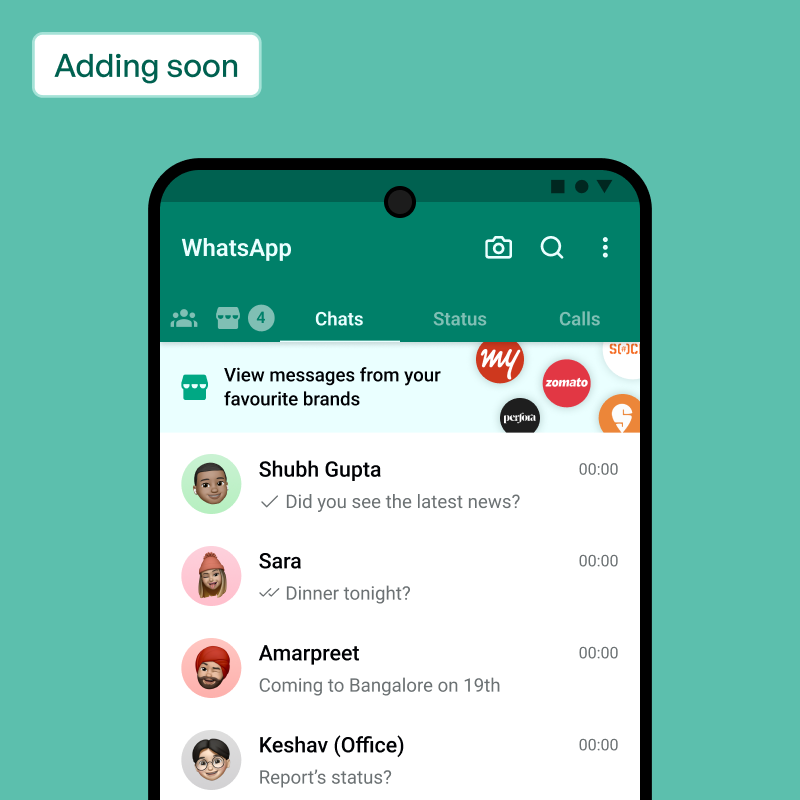 Adding soon
WhatsApp
4
Chats
Status
Calls
View messages from your
favourite brands
my
zomato
perfora
Shubh Gupta
00:00
Did you see the latest news?
Sara
00:00
Dinner tonight?
Amarpreet
00:00
Coming to Bangalore on 19th
Keshav (Office)
00:00
Report’s status?